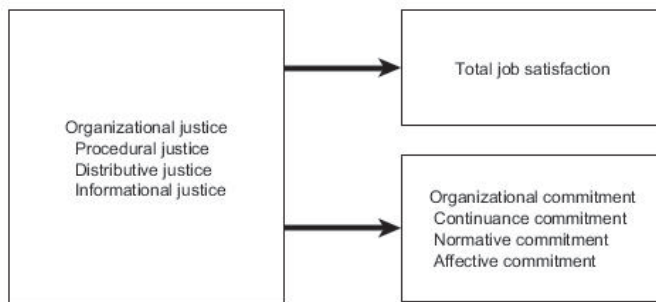 Organizational justice
Procedural justice
Distributive justice
Informational justice
Total job satisfaction
Organizational commitment
Continuance commitment
Normative commitment
Affective commitment